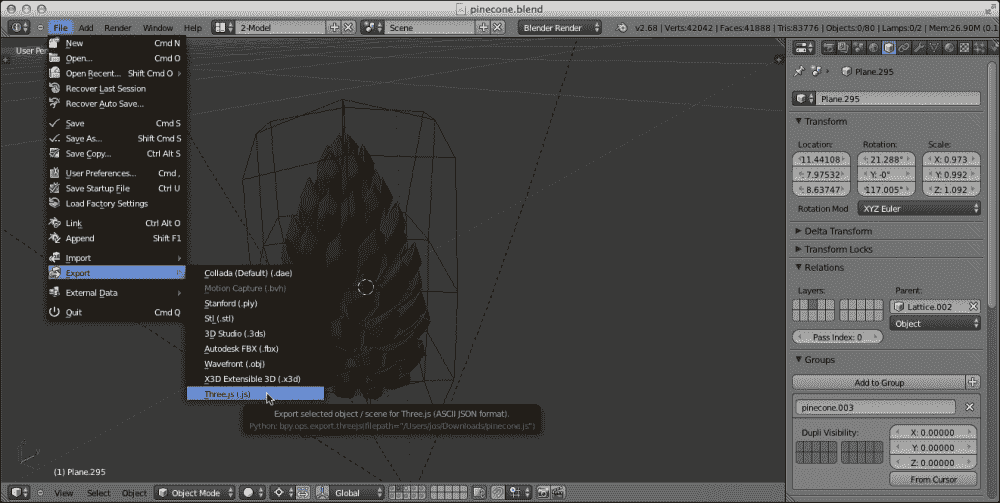 pinecone.blend
File Add Render Window Help 2-Model Scene Blender Render v2.68 | Verts:42042 | Faces:41888 | Tris:83776 | Objects:0/80 | Lamps:0/2 | Mem:26.90M (0.1
User Per
New Cmd N
Open... Cmd O
Open Recent... Shift Cmd O
Recover Last Session
Recover Auto Save...
Save Cmd S
Save As... Shift Cmd S
Save Copy... Ctrl Alt S
User Preferences... Cmd ,
Save Startup File Ctrl U
Load Factory Settings
Link Ctrl Alt O
Append Shift F1
Import
Export
External Data
Quit Cmd Q
Collada (Default) (.dae)
Motion Capture (.bvh)
Stanford (.ply)
Stl (.stl)
3D Studio (.3ds)
Autodesk FBX (.fbx)
Wavefront (.obj)
X3D Extensible 3D (.x3d)
Three.js (.js)
Export selected object / scene for Three.js (ASCII JSON format).
Python: bpy.ops.export.threejs(filepath="/Users/jos/Downloads/pinecone.js")
(1) Plane.295
View Select Object Object Mode Global
Plane.295
Plane.295
Transform
Location: Rotation: Scale:
11.44108 21.288° X: 0.973
7.97532 Y: -0° Y: 0.992
8.63747 117.005° Z: 1.092
Rotation Mod XYZ Euler
Delta Transform
Transform Locks
Relations
Layers: Parent:
Lattice.002
Object
Pass Index: 0
Groups
Add to Group
pinecone.003
Dupli Visibility: X: 0.00000
Y: 0.00000
Z: 0.00000
From Cursor